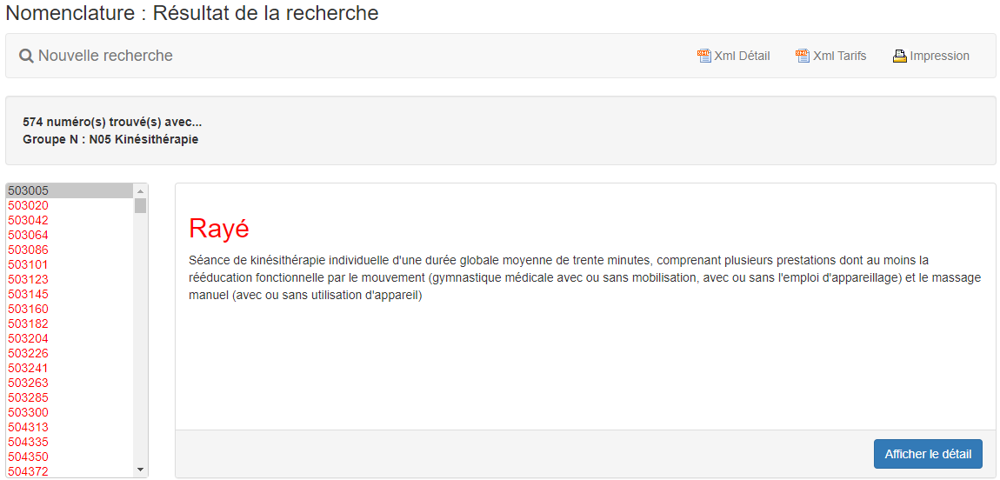 Nomenclature : Résultat de la recherche
Nouvelle recherche
Xml Détail
Xml Tarifs
Impression
574 numéro(s) trouvé(s) avec...
Groupe N : N05 Kinésithérapie
503005
503020
503042
503064
503086
503101
503123
503145
503160
503182
503204
503226
503241
503263
503285
503300
504313
504335
504350
504372
Rayé
Séance de kinésithérapie individuelle d'une durée globale moyenne de trente minutes, comprenant plusieurs prestations dont au moins la
rééducation fonctionnelle par le mouvement (gymnastique médicale avec ou sans mobilisation, avec ou sans l'emploi d'appareillage) et le massage
manuel (avec ou sans utilisation d'appareil)
Afficher le détail